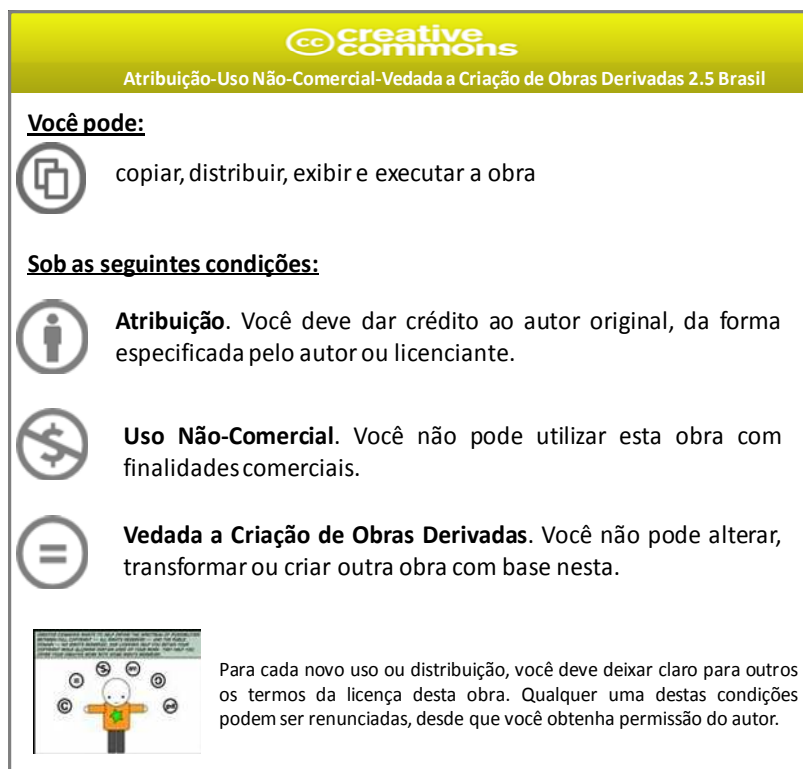 cc creative
commons
Atribuição-Uso Não-Comercial-Vedada a Criação de Obras Derivadas 2.5 Brasil
Você pode:
copiar, distribuir, exibir e executar a obra
Sob as seguintes condições:
Atribuição. Você deve dar crédito ao autor original, da forma
especificada pelo autor ou licenciante.
Uso Não-Comercial. Você não pode utilizar esta obra com
finalidades comerciais.
Vedada a Criação de Obras Derivadas. Você não pode alterar,
transformar ou criar outra obra com base nesta.
Para cada novo uso ou distribuição, você deve deixar claro para outros
os termos da licença desta obra. Qualquer uma destas condições
podem ser renunciadas, desde que você obtenha permissão do autor.